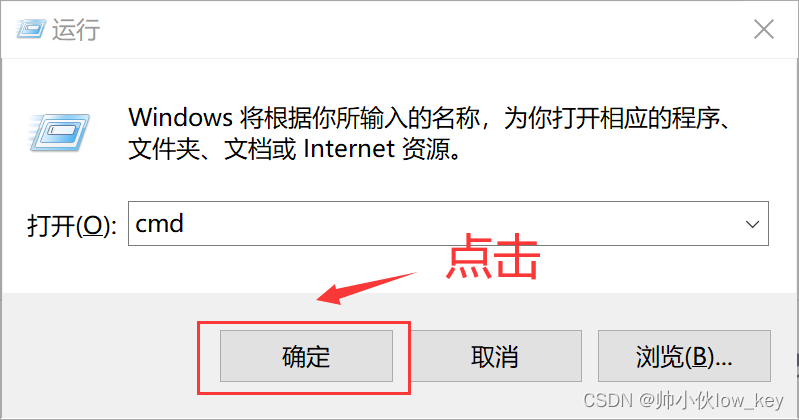 运行
Windows 将根据你所输入的名称，为你打开相应的程序、
文件夹、文档或 Internet 资源。
打开(O): cmd
点击
确定 取消 浏览(B)...
CSDN @帅小伙low_key